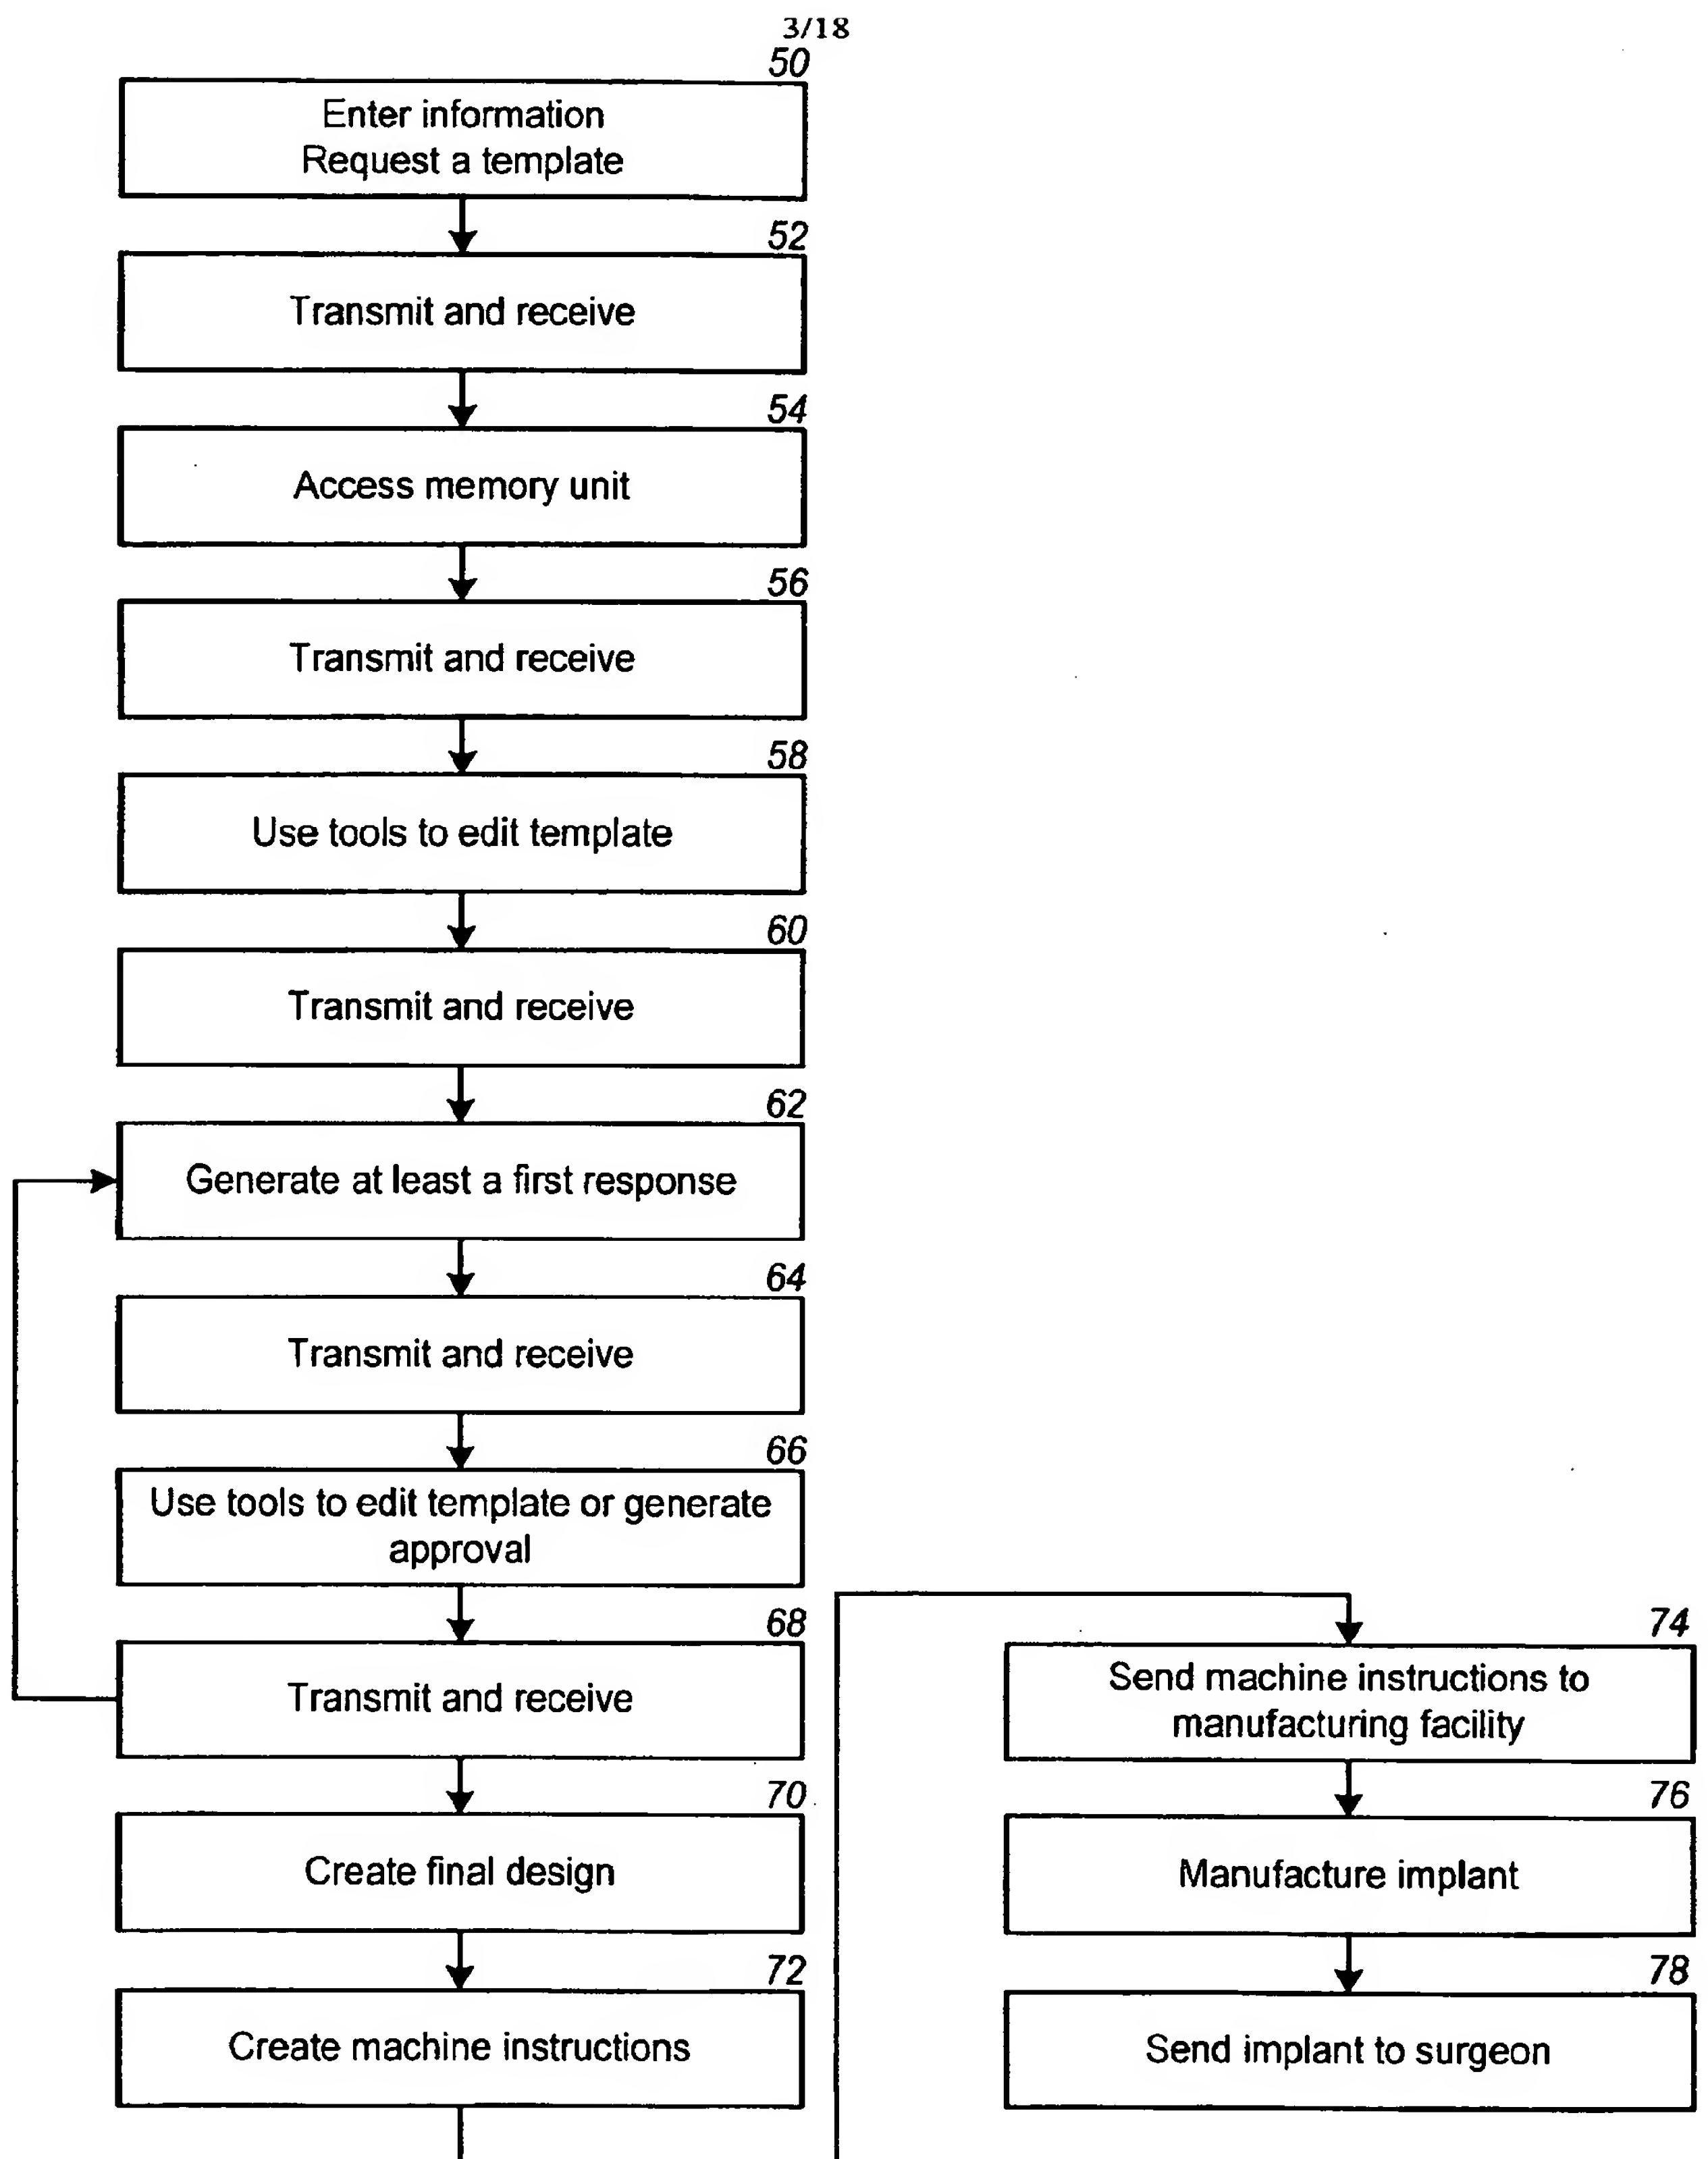 3/18
50
Enter information
Request a template
52
Transmit and receive
54
Access memory unit
56
Transmit and receive
58
Use tools to edit template
60
Transmit and receive
62
Generate at least a first response
64
Transmit and receive
66
Use tools to edit template or generate
approval
68
Transmit and receive
70
Create final design
72
Create machine instructions
74
Send machine instructions to
manufacturing facility
76
Manufacture implant
78
Send implant to surgeon